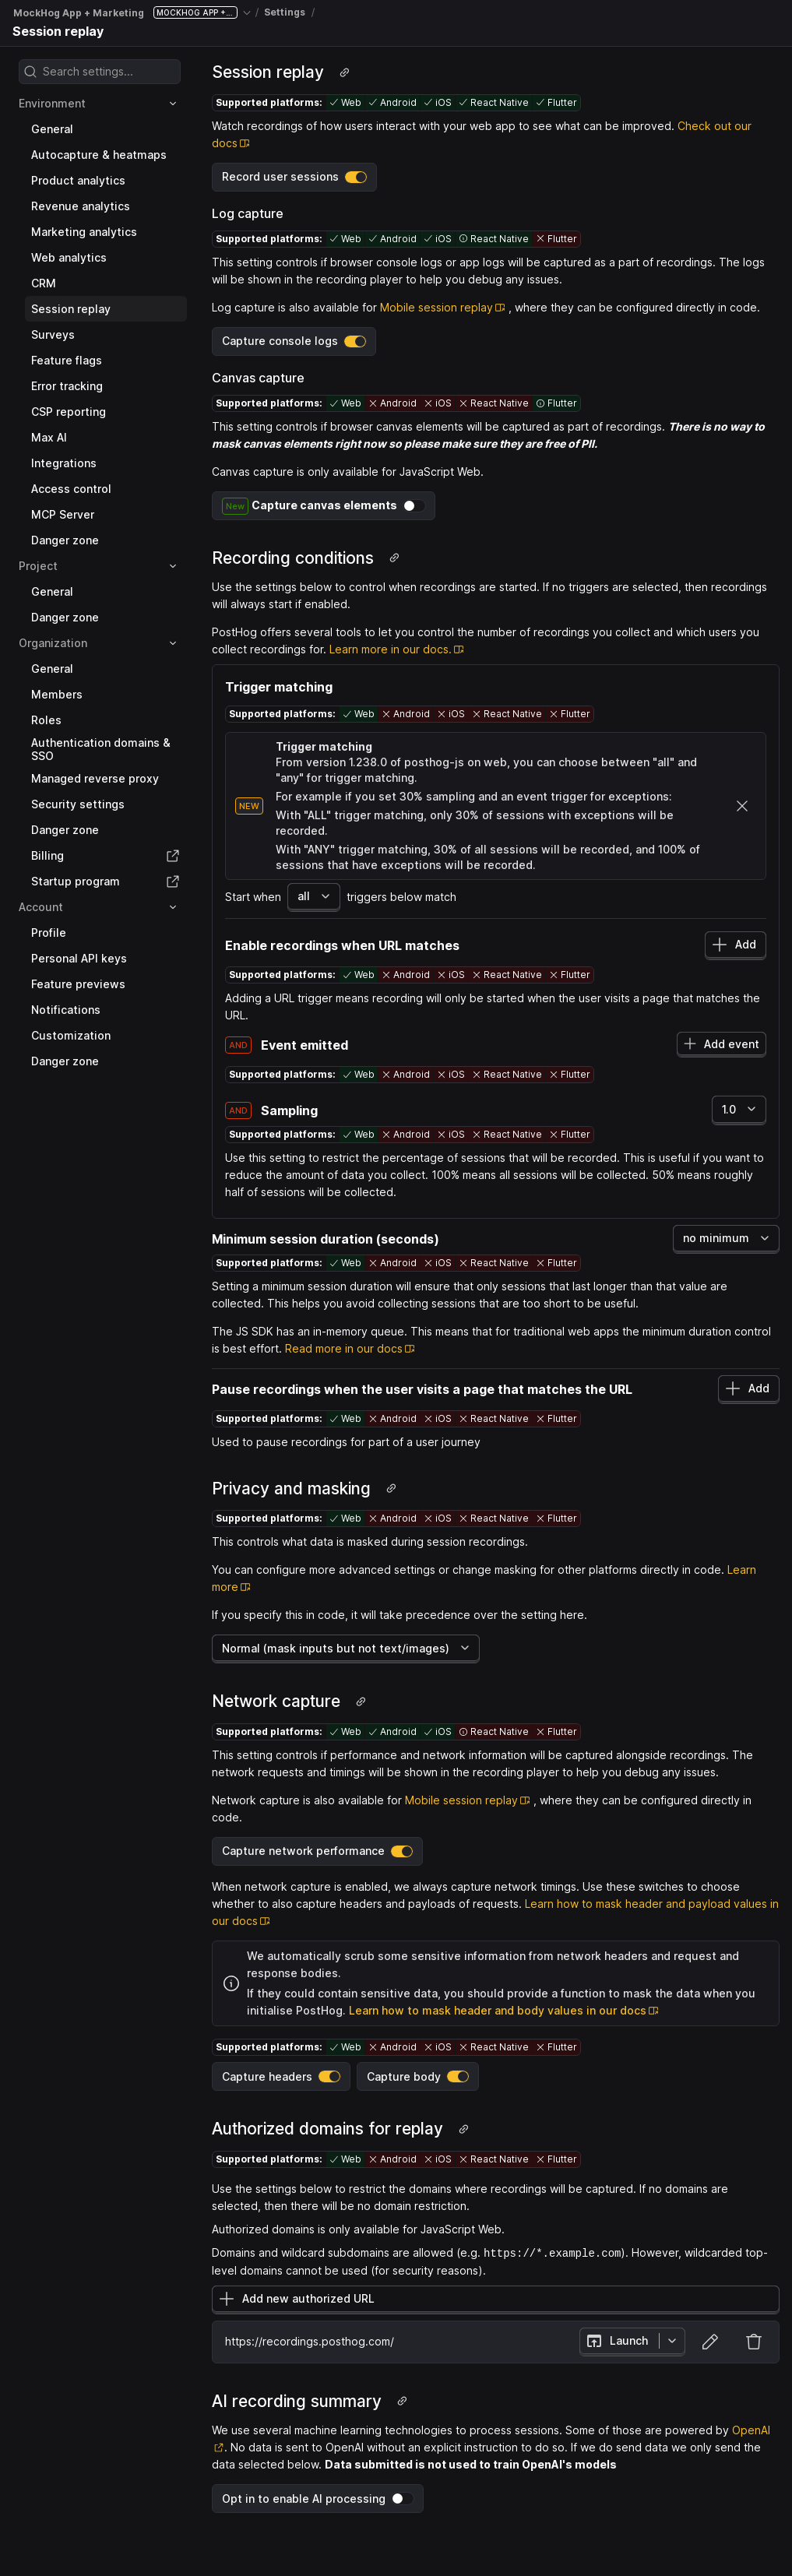 MockHog App + Marketing MOCKHOG APP +... / Settings /
Session replay
Search settings...
Environment
General
Autocapture & heatmaps
Product analytics
Revenue analytics
Marketing analytics
Web analytics
CRM
Session replay
Surveys
Feature flags
Error tracking
CSP reporting
Max AI
Integrations
Access control
MCP Server
Danger zone
Project
General
Danger zone
Organization
General
Members
Roles
Authentication domains &
SSO
Managed reverse proxy
Security settings
Danger zone
Billing
Startup program
Account
Profile
Personal API keys
Feature previews
Notifications
Customization
Danger zone
Session replay
Supported platforms: Web Android iOS React Native Flutter
Watch recordings of how users interact with your web app to see what can be improved. Check out our
docs
Record user sessions
Log capture
Supported platforms: Web Android iOS React Native Flutter
This setting controls if browser console logs or app logs will be captured as a part of recordings. The logs
will be shown in the recording player to help you debug any issues.
Log capture is also available for Mobile session replay , where they can be configured directly in code.
Capture console logs
Canvas capture
Supported platforms: Web Android iOS React Native Flutter
This setting controls if browser canvas elements will be captured as part of recordings. There is no way to
mask canvas elements right now so please make sure they are free of PII.
Canvas capture is only available for JavaScript Web.
New Capture canvas elements
Recording conditions
Use the settings below to control when recordings are started. If no triggers are selected, then recordings
will always start if enabled.
PostHog offers several tools to let you control the number of recordings you collect and which users you
collect recordings for. Learn more in our docs.
Trigger matching
Supported platforms: Web Android iOS React Native Flutter
NEW
Trigger matching
From version 1.238.0 of posthog-js on web, you can choose between "all" and
"any" for trigger matching.
For example if you set 30% sampling and an event trigger for exceptions:
With "ALL" trigger matching, only 30% of sessions with exceptions will be
recorded.
With "ANY" trigger matching, 30% of all sessions will be recorded, and 100% of
sessions that have exceptions will be recorded.
Start when all triggers below match
Enable recordings when URL matches Add
Supported platforms: Web Android iOS React Native Flutter
Adding a URL trigger means recording will only be started when the user visits a page that matches the
URL.
AND Event emitted Add event
Supported platforms: Web Android iOS React Native Flutter
AND Sampling 1.0
Supported platforms: Web Android iOS React Native Flutter
Use this setting to restrict the percentage of sessions that will be recorded. This is useful if you want to
reduce the amount of data you collect. 100% means all sessions will be collected. 50% means roughly
half of sessions will be collected.
Minimum session duration (seconds) no minimum
Supported platforms: Web Android iOS React Native Flutter
Setting a minimum session duration will ensure that only sessions that last longer than that value are
collected. This helps you avoid collecting sessions that are too short to be useful.
The JS SDK has an in-memory queue. This means that for traditional web apps the minimum duration control
is best effort. Read more in our docs
Pause recordings when the user visits a page that matches the URL Add
Supported platforms: Web Android iOS React Native Flutter
Used to pause recordings for part of a user journey
Privacy and masking
Supported platforms: Web Android iOS React Native Flutter
This controls what data is masked during session recordings.
You can configure more advanced settings or change masking for other platforms directly in code. Learn
more
If you specify this in code, it will take precedence over the setting here.
Normal (mask inputs but not text/images)
Network capture
Supported platforms: Web Android iOS React Native Flutter
This setting controls if performance and network information will be captured alongside recordings. The
network requests and timings will be shown in the recording player to help you debug any issues.
Network capture is also available for Mobile session replay , where they can be configured directly in
code.
Capture network performance
When network capture is enabled, we always capture network timings. Use these switches to choose
whether to also capture headers and payloads of requests. Learn how to mask header and payload values in
our docs
We automatically scrub some sensitive information from network headers and request and
response bodies.
If they could contain sensitive data, you should provide a function to mask the data when you
initialise PostHog. Learn how to mask header and body values in our docs
Supported platforms: Web Android iOS React Native Flutter
Capture headers Capture body
Authorized domains for replay
Supported platforms: Web Android iOS React Native Flutter
Use the settings below to restrict the domains where recordings will be captured. If no domains are
selected, then there will be no domain restriction.
Authorized domains is only available for JavaScript Web.
Domains and wildcard subdomains are allowed (e.g. https://*.example.com). However, wildcarded top-
level domains cannot be used (for security reasons).
Add new authorized URL
https://recordings.posthog.com/ Launch
AI recording summary
We use several machine learning technologies to process sessions. Some of those are powered by OpenAI
. No data is sent to OpenAI without an explicit instruction to do so. If we do send data we only send the
data selected below. Data submitted is not used to train OpenAI's models
Opt in to enable AI processing